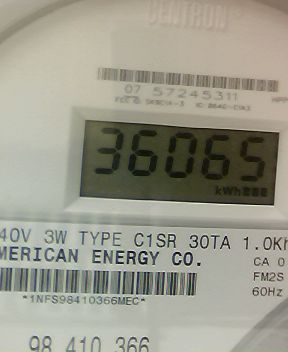 CENTRON®
07 57245311
36065
kWh
40V 3W TYPE C1SR 30TA 1.0Kh
MERICAN ENERGY CO.
CA 0
FM2S
60Hz
*1NFS98410366MEC*
98 410 366